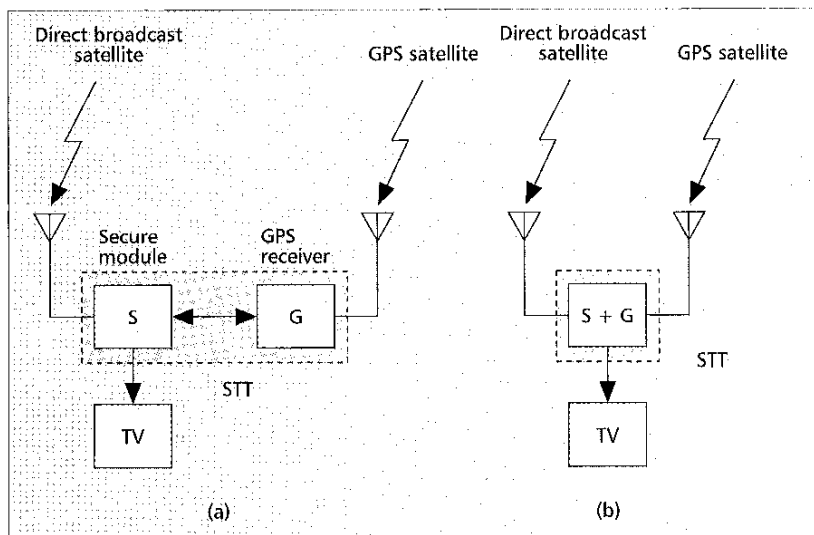 Direct broadcast
satellite
GPS satellite
Secure
module
GPS
receiver
S
G
STT
TV
(a)
Direct broadcast
satellite
GPS satellite
S + G
STT
TV
(b)